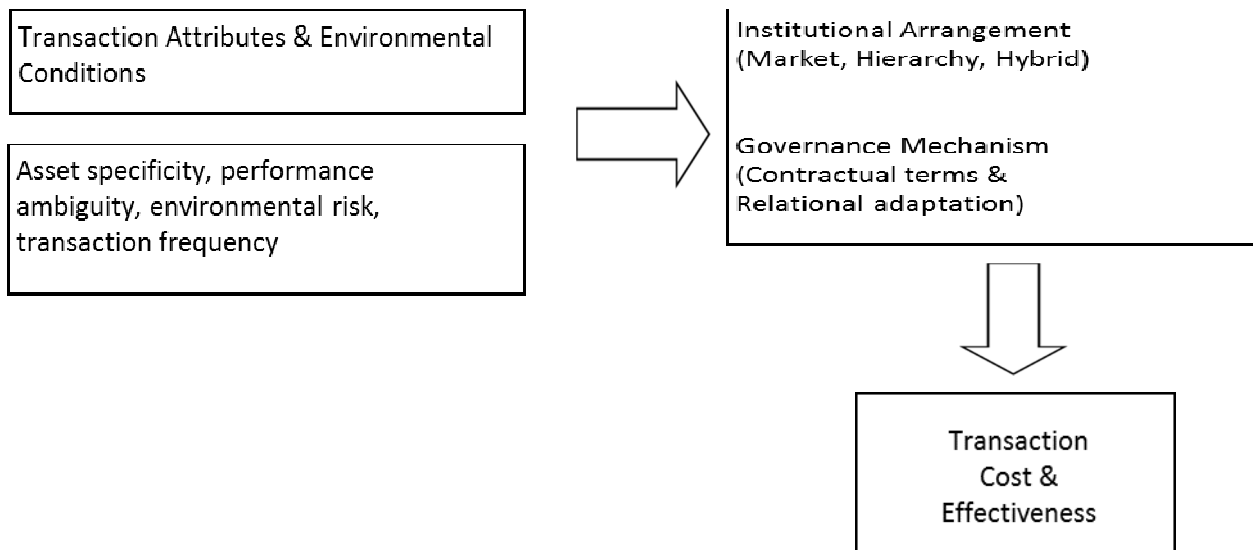 Transaction Attributes & Environmental
Conditions
Asset specificity, performance
ambiguity, environmental risk,
transaction frequency
Institutional Arrangement
(Market, Hierarchy, Hybrid)
Governance Mechanism
(Contractual terms &
Relational adaptation)
Transaction
Cost &
Effectiveness